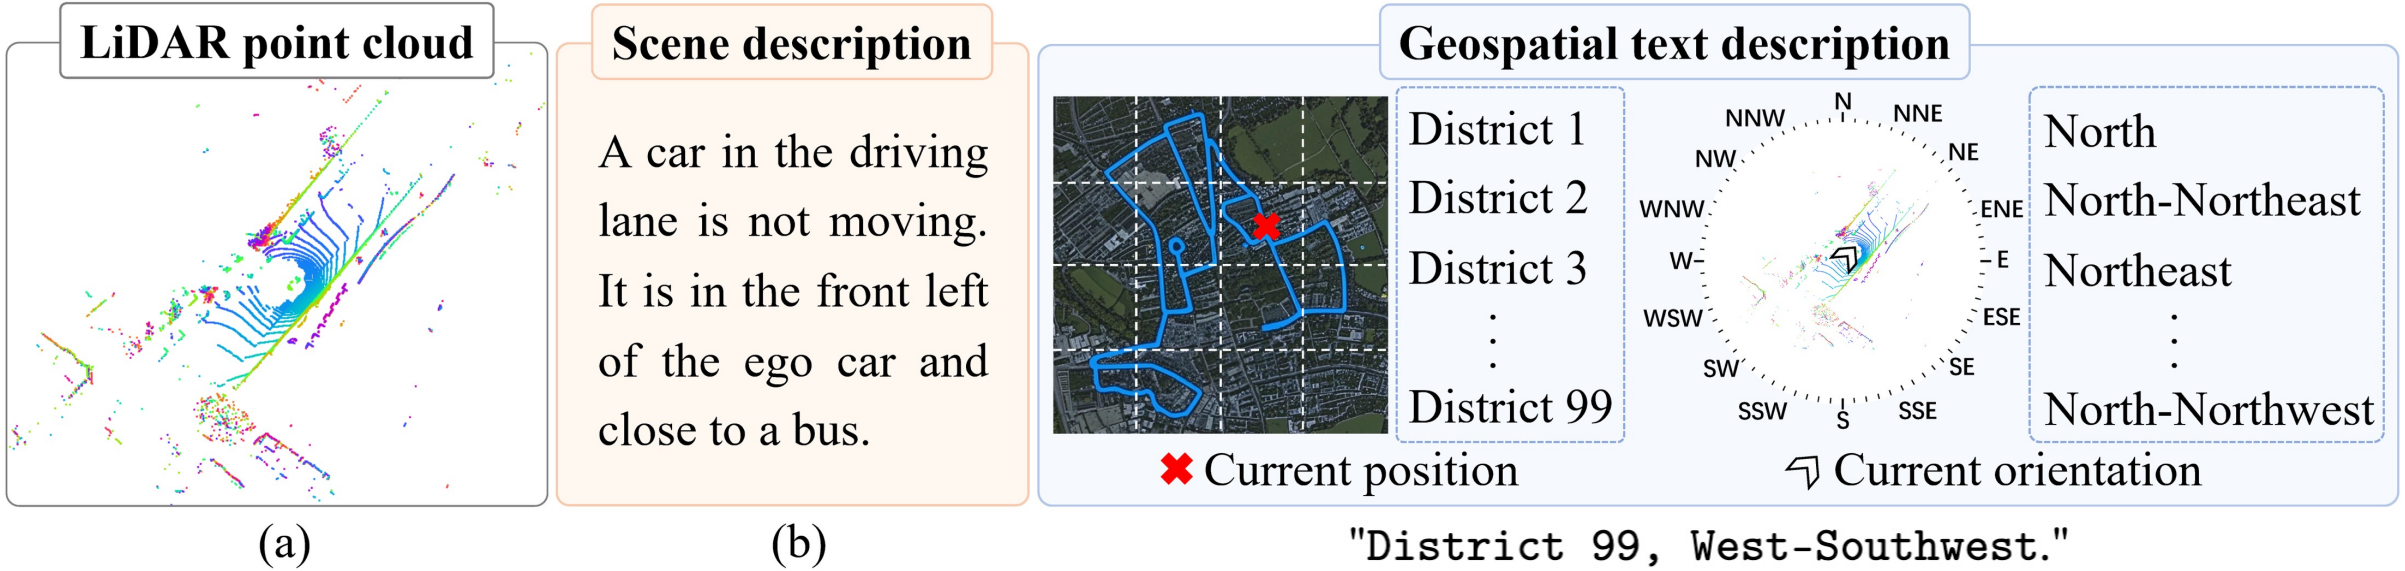 LiDAR point cloud
(a)
Scene description
A car in the driving
lane is not moving.
It is in the front left
of the ego car and
close to a bus.
(b)
Geospatial text description
District 1
District 2
District 3
District 99
N
NNE
NE
ENE
E
ESE
SE
SSE
S
SSW
SW
WSW
W
WNW
NW
NNW
North
North-Northeast
Northeast
North-Northwest
Current position
Current orientation
"District 99, West-Southwest."